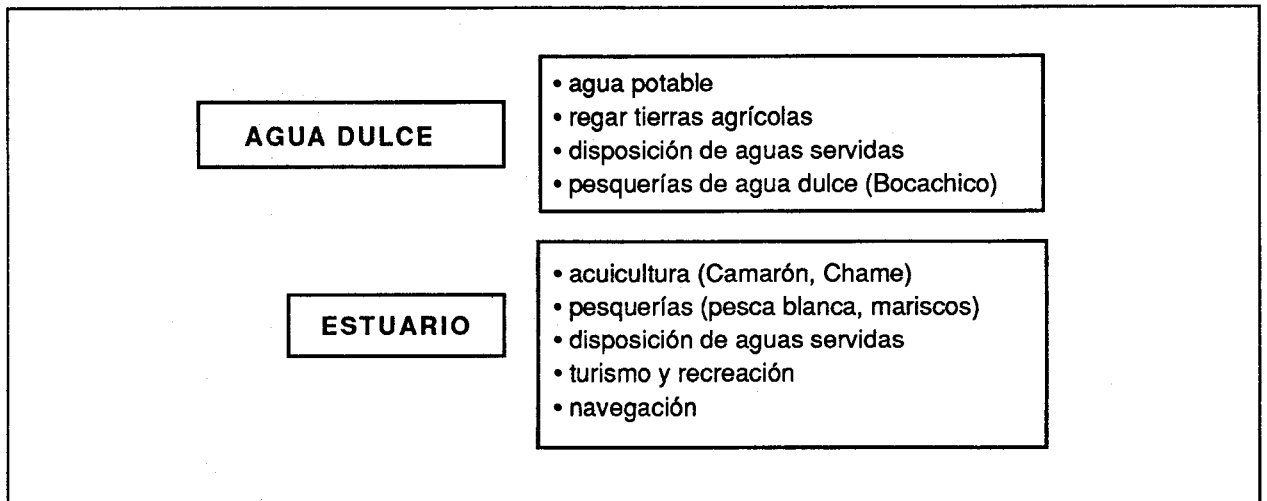 AGUA DULCE
• agua potable
• regar tierras agrícolas
• disposición de aguas servidas
• pesquerías de agua dulce (Bocachico)
ESTUARIO
• acuicultura (Camarón, Chame)
• pesquerías (pesca blanca, mariscos)
• disposición de aguas servidas
• turismo y recreación
• navegación